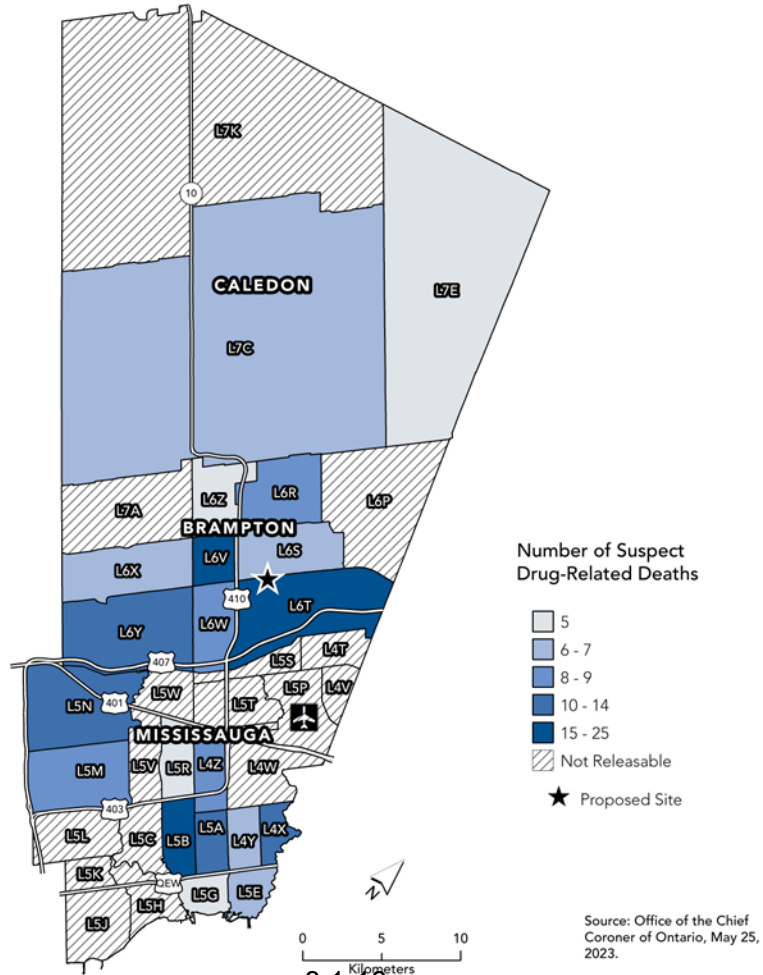 L7K
10
CALEDON
L7E
L7C
L6Z
L6R
L6P
L7A
BRAMPTON
L6V
L6S
L6X
410
L6T
L6Y
L6W
407
L5S
L4T
L5W
L5P
L4V
L5N
401
L5T
MISSISSAUGA
L5M
L5V
L5R
L4Z
L4W
403
L5L
L5C
L5B
L5A
L4Y
L4X
L5K
QEW
L5J
L5H
L5G
L5E
Number of Suspect
Drug-Related Deaths
5
6 - 7
8 - 9
10 - 14
15 - 25
Not Releasable
Proposed Site
N
0 5 10
Kilometers
Source: Office of the Chief
Coroner of Ontario, May 25,
2023.